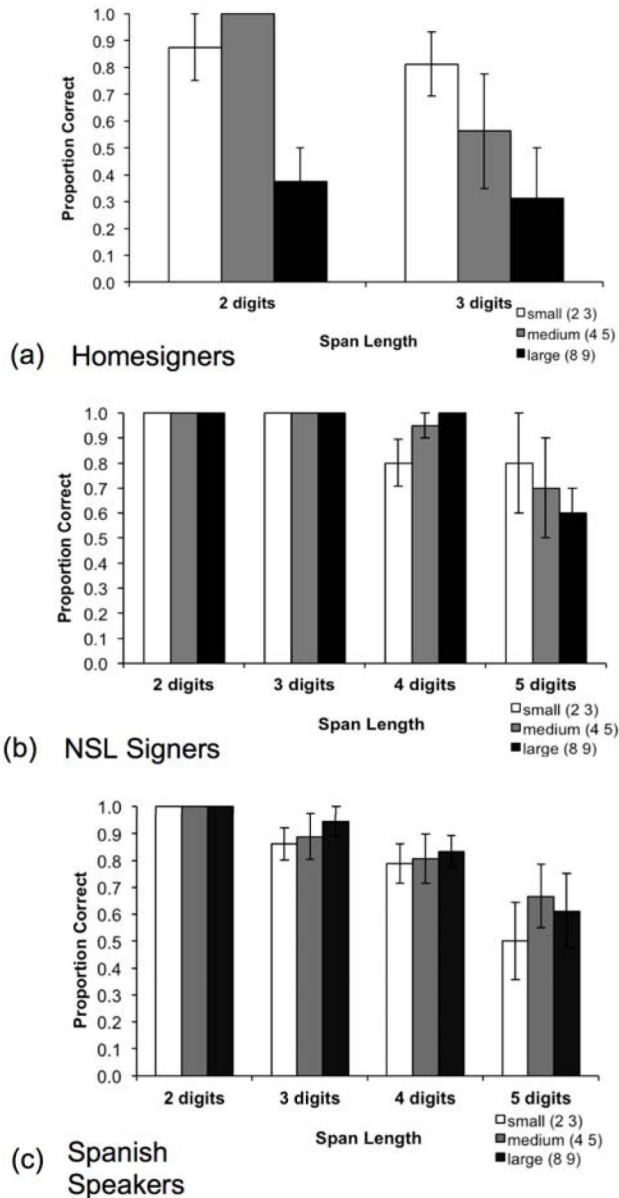 1.0
0.9
0.8
0.7
0.6
0.5
0.4
0.3
0.2
0.1
0.0
Proportion Correct
2 digits 3 digits
Span Length
small (2 3)
medium (4 5)
large (8 9)
(a) Homesigners
1.0
0.9
0.8
0.7
0.6
0.5
0.4
0.3
0.2
0.1
0.0
Proportion Correct
2 digits 3 digits 4 digits 5 digits
Span Length
small (2 3)
medium (4 5)
large (8 9)
(b) NSL Signers
1.0
0.9
0.8
0.7
0.6
0.5
0.4
0.3
0.2
0.1
0.0
Proportion Correct
2 digits 3 digits 4 digits 5 digits
Span Length
small (2 3)
medium (4 5)
large (8 9)
(c) Spanish
Speakers